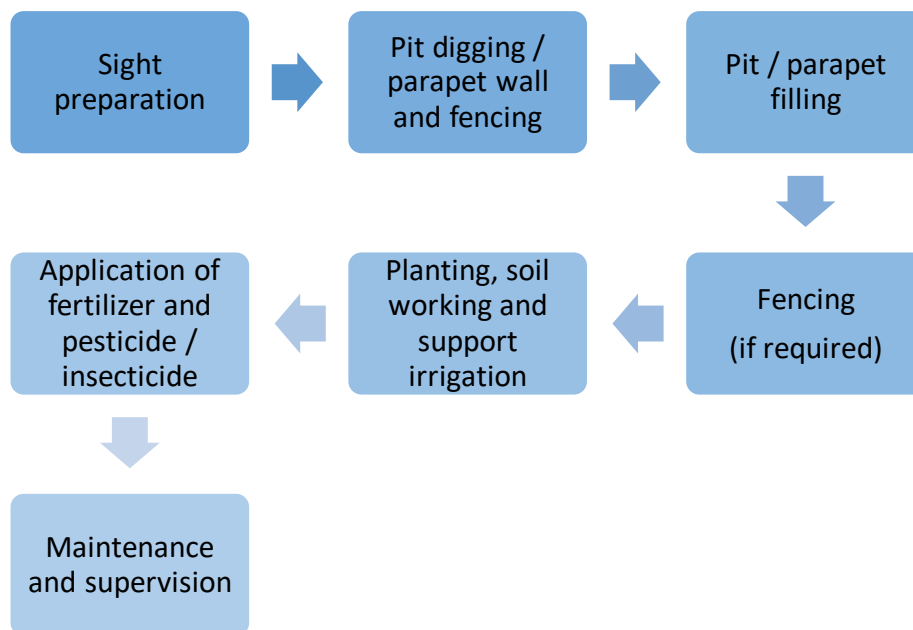 Sight
preparation
Pit digging /
parapet wall
and fencing
Pit / parapet
filling
Fencing
(if required)
Planting, soil
working and
support
irrigation
Application of
fertilizer and
pesticide /
insecticide
Maintenance
and supervision